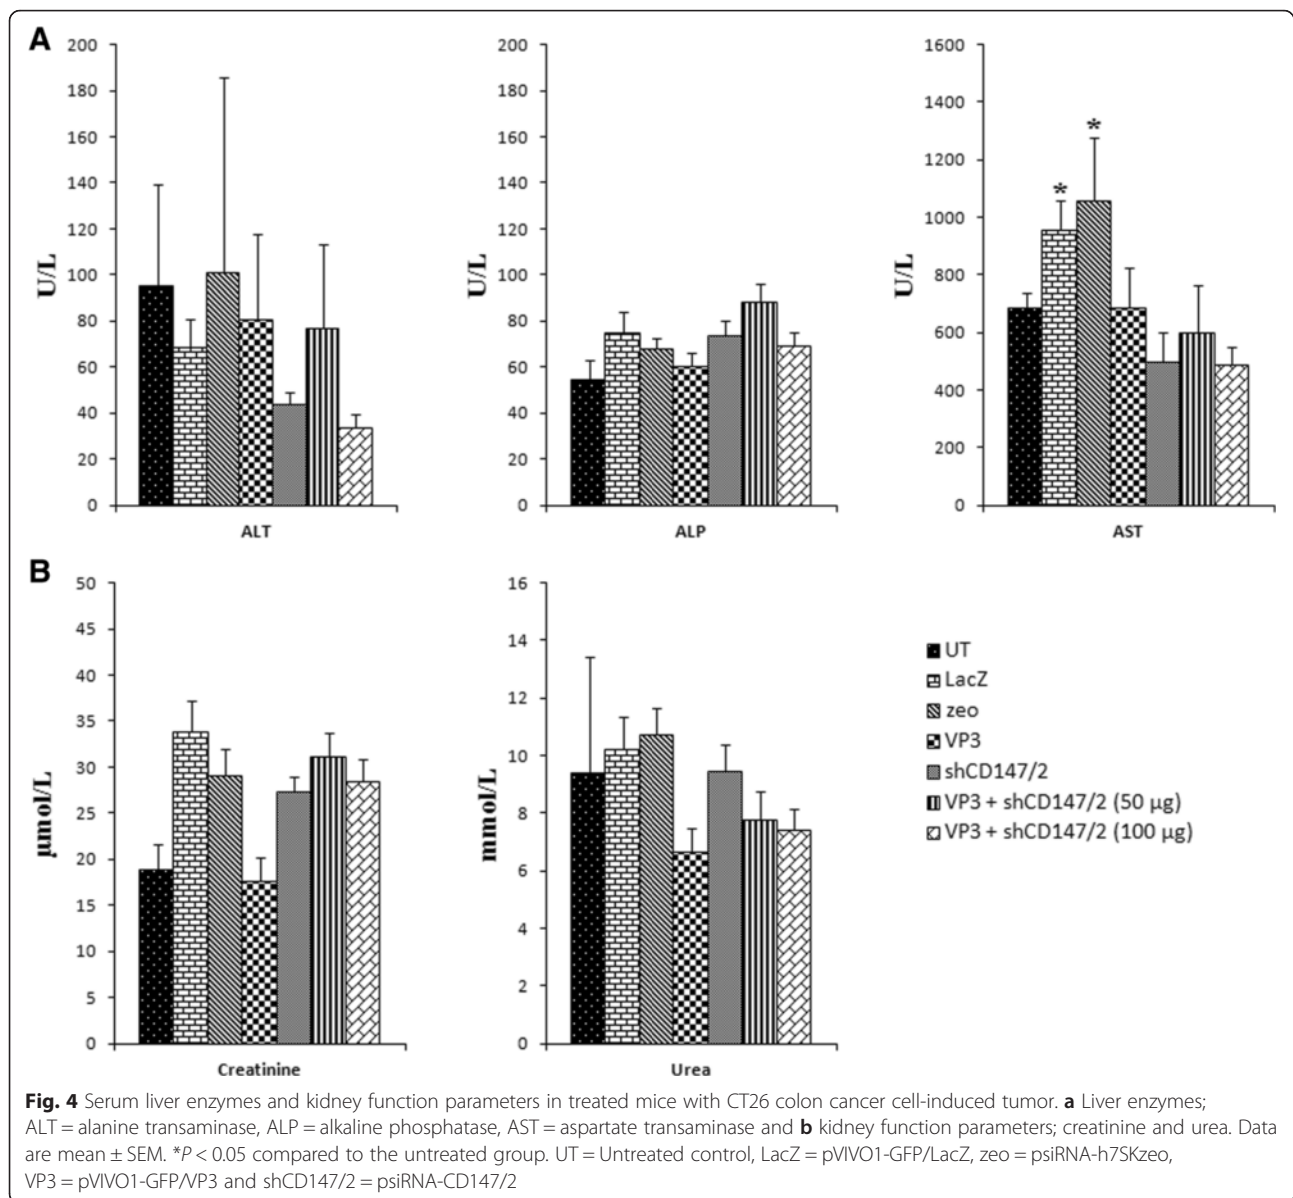 A
200
180
160
140
120
100
80
60
40
20
0
U/L
ALT
200
180
160
140
120
100
80
60
40
20
0
U/L
ALP
1600
1400
1200
1000
800
600
400
200
0
U/L
*
*
AST
B
50
45
40
35
30
25
20
15
10
5
0
µmol/L
Creatinine
16
14
12
10
8
6
4
2
0
mmol/L
Urea
UT
LacZ
zeo
VP3
shCD147/2
VP3 + shCD147/2 (50 µg)
VP3 + shCD147/2 (100 µg)
Fig. 4 Serum liver enzymes and kidney function parameters in treated mice with CT26 colon cancer cell-induced tumor. a Liver enzymes;
ALT = alanine transaminase, ALP = alkaline phosphatase, AST = aspartate transaminase and b kidney function parameters; creatinine and urea. Data
are mean ± SEM. *P < 0.05 compared to the untreated group. UT = Untreated control, LacZ = pVIVO1-GFP/LacZ, zeo = psiRNA-h7SKzeo,
VP3 = pVIVO1-GFP/VP3 and shCD147/2 = psiRNA-CD147/2